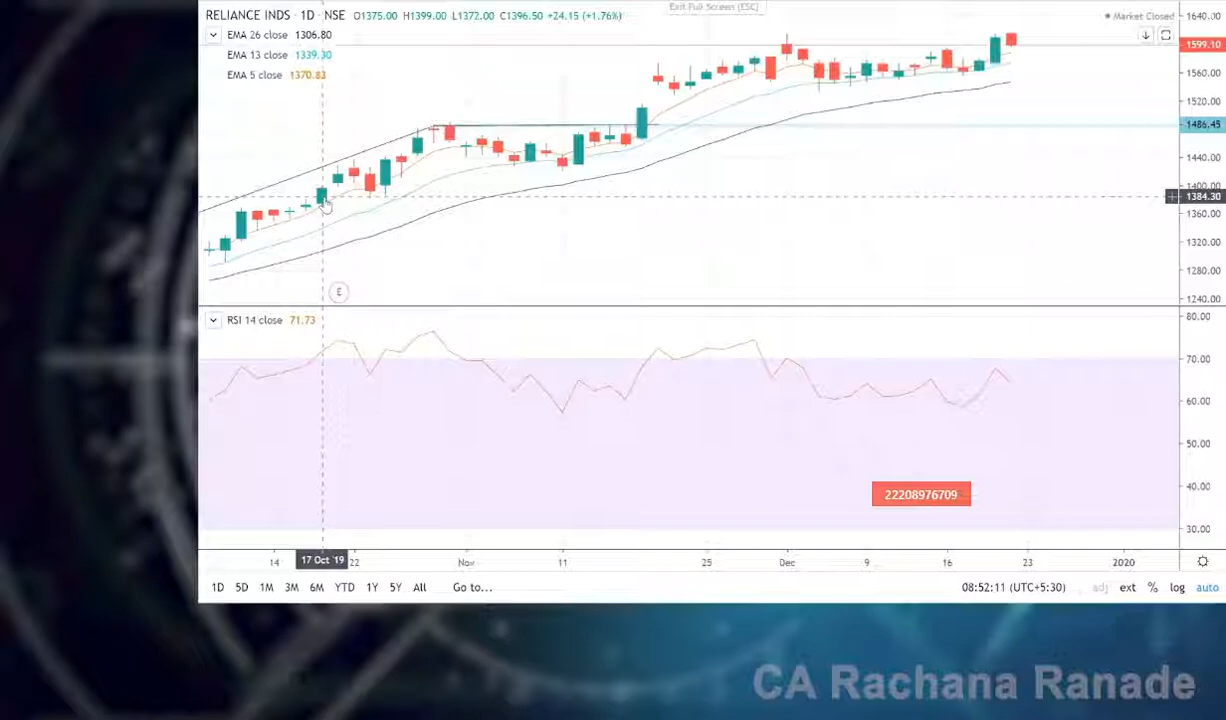 Exit Full Screen (ESC)
RELIANCE INDS · 1D · NSE O1375.00 H1399.00 L1372.00 C1396.50 +24.15 (+1.76%)
Market Closed
EMA 26 close 1306.80
EMA 13 close 1339.30
EMA 5 close 1370.83
1640.00
1599.10
1560.00
1520.00
1486.45
1440.00
1400.00
1384.30
1360.00
1320.00
1280.00
1240.00
E
RSI 14 close 71.73
80.00
70.00
60.00
50.00
40.00
30.00
22208976709
14 17 Oct '19 22 Nov 11 25 Dec 9 16 23 2020
1D 5D 1M 3M 6M YTD 1Y 5Y All Go to...
08:52:11 (UTC+5:30) adj ext % log auto
CA Rachana Ranade